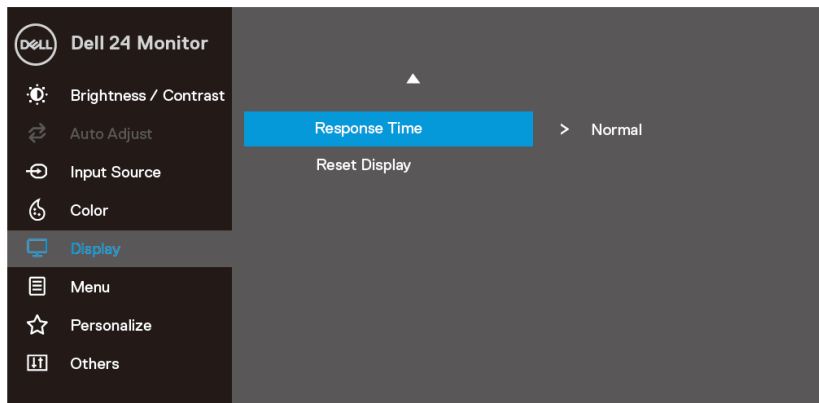 DELL
Dell 24 Monitor
Brightness / Contrast
Auto Adjust
Input Source
Color
Display
Menu
Personalize
Others
Response Time > Normal
Reset Display